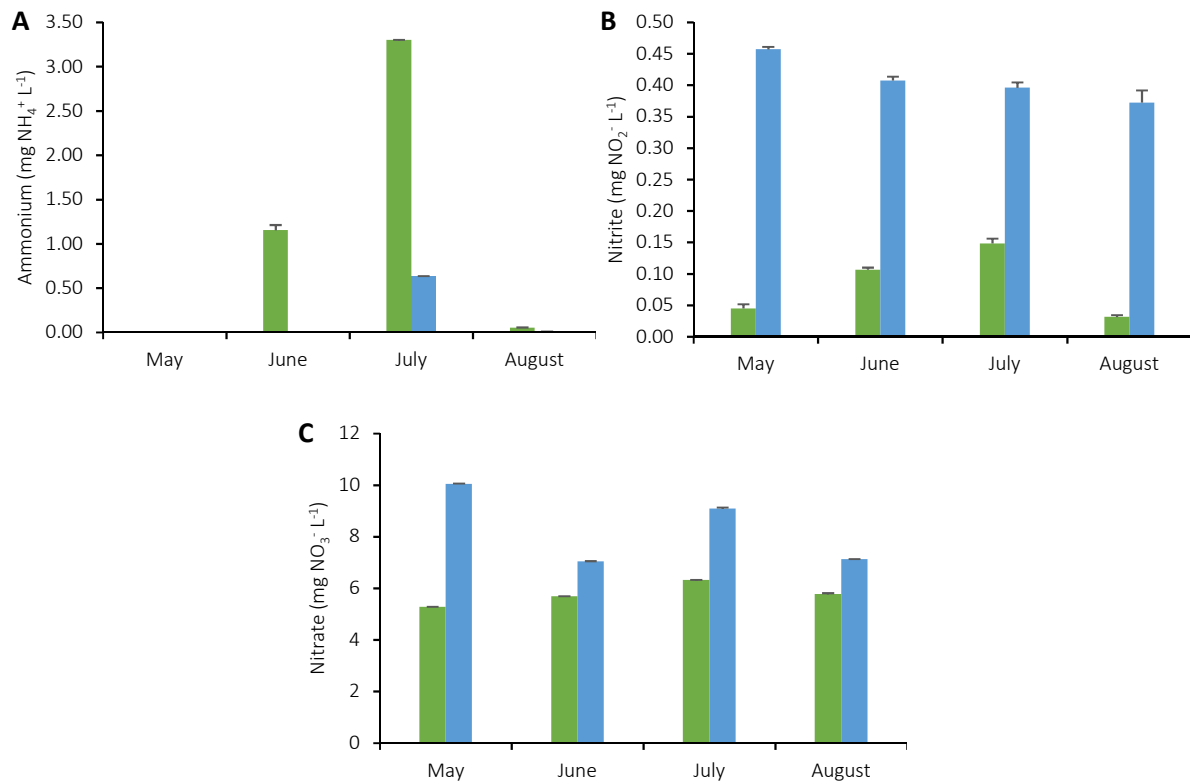 A
Ammonium (mg NH₄⁺ L⁻¹)
3.50
3.00
2.50
2.00
1.50
1.00
0.50
0.00
May June July August
B
Nitrite (mg NO₂⁻ L⁻¹)
0.50
0.45
0.40
0.35
0.30
0.25
0.20
0.15
0.10
0.05
0.00
May June July August
C
Nitrate (mg NO₃⁻ L⁻¹)
12
10
8
6
4
2
0
May June July August